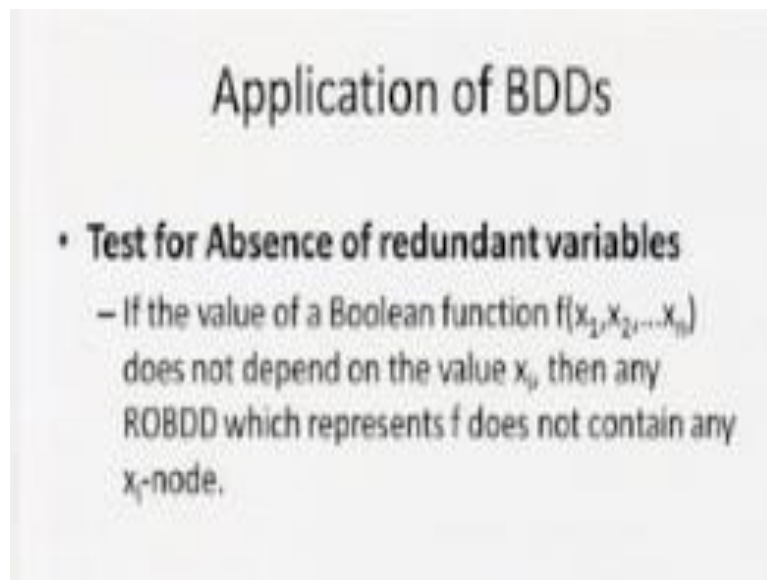 Application of BDDs
• Test for Absence of redundant variables
– If the value of a Boolean function f(x₁,x₂,...xₙ)
does not depend on the value xᵢ, then any
ROBDD which represents f does not contain any
xᵢ-node.